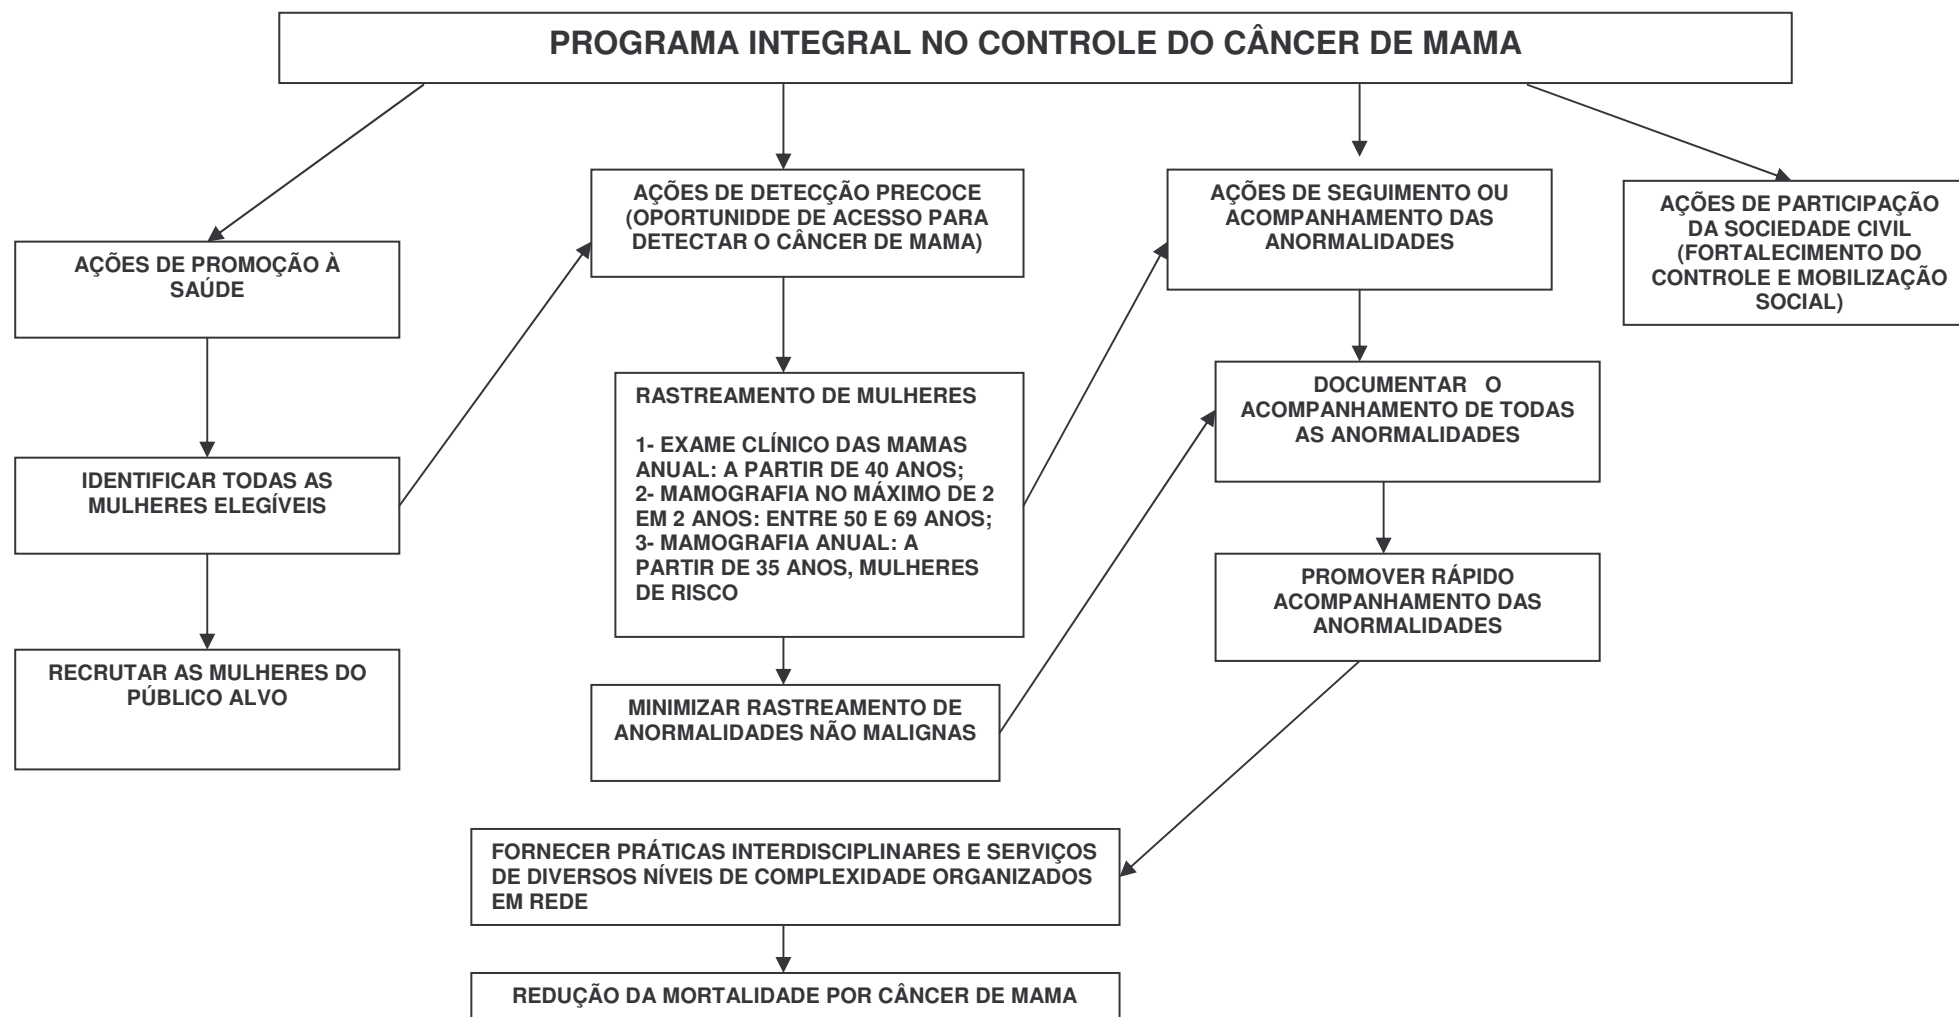 PROGRAMA INTEGRAL NO CONTROLE DO CÂNCER DE MAMA
AÇÕES DE PROMOÇÃO À
SAÚDE
IDENTIFICAR TODAS AS
MULHERES ELEGÍVEIS
RECRUTAR AS MULHERES DO
PÚBLICO ALVO
AÇÕES DE DETECÇÃO PRECOCE
(OPORTUNIDDE DE ACESSO PARA
DETECTAR O CÂNCER DE MAMA)
RASTREAMENTO DE MULHERES
1- EXAME CLÍNICO DAS MAMAS
ANUAL: A PARTIR DE 40 ANOS;
2- MAMOGRAFIA NO MÁXIMO DE 2
EM 2 ANOS: ENTRE 50 E 69 ANOS;
3- MAMOGRAFIA ANUAL: A
PARTIR DE 35 ANOS, MULHERES
DE RISCO
MINIMIZAR RASTREAMENTO DE
ANORMALIDADES NÃO MALIGNAS
AÇÕES DE SEGUIMENTO OU
ACOMPANHAMENTO DAS
ANORMALIDADES
DOCUMENTAR O
ACOMPANHAMENTO DE TODAS
AS ANORMALIDADES
PROMOVER RÁPIDO
ACOMPANHAMENTO DAS
ANORMALIDADES
AÇÕES DE PARTICIPAÇÃO
DA SOCIEDADE CIVIL
(FORTALECIMENTO DO
CONTROLE E MOBILIZAÇÃO
SOCIAL)
FORNECER PRÁTICAS INTERDISCIPLINARES E SERVIÇOS
DE DIVERSOS NÍVEIS DE COMPLEXIDADE ORGANIZADOS
EM REDE
REDUÇÃO DA MORTALIDADE POR CÂNCER DE MAMA